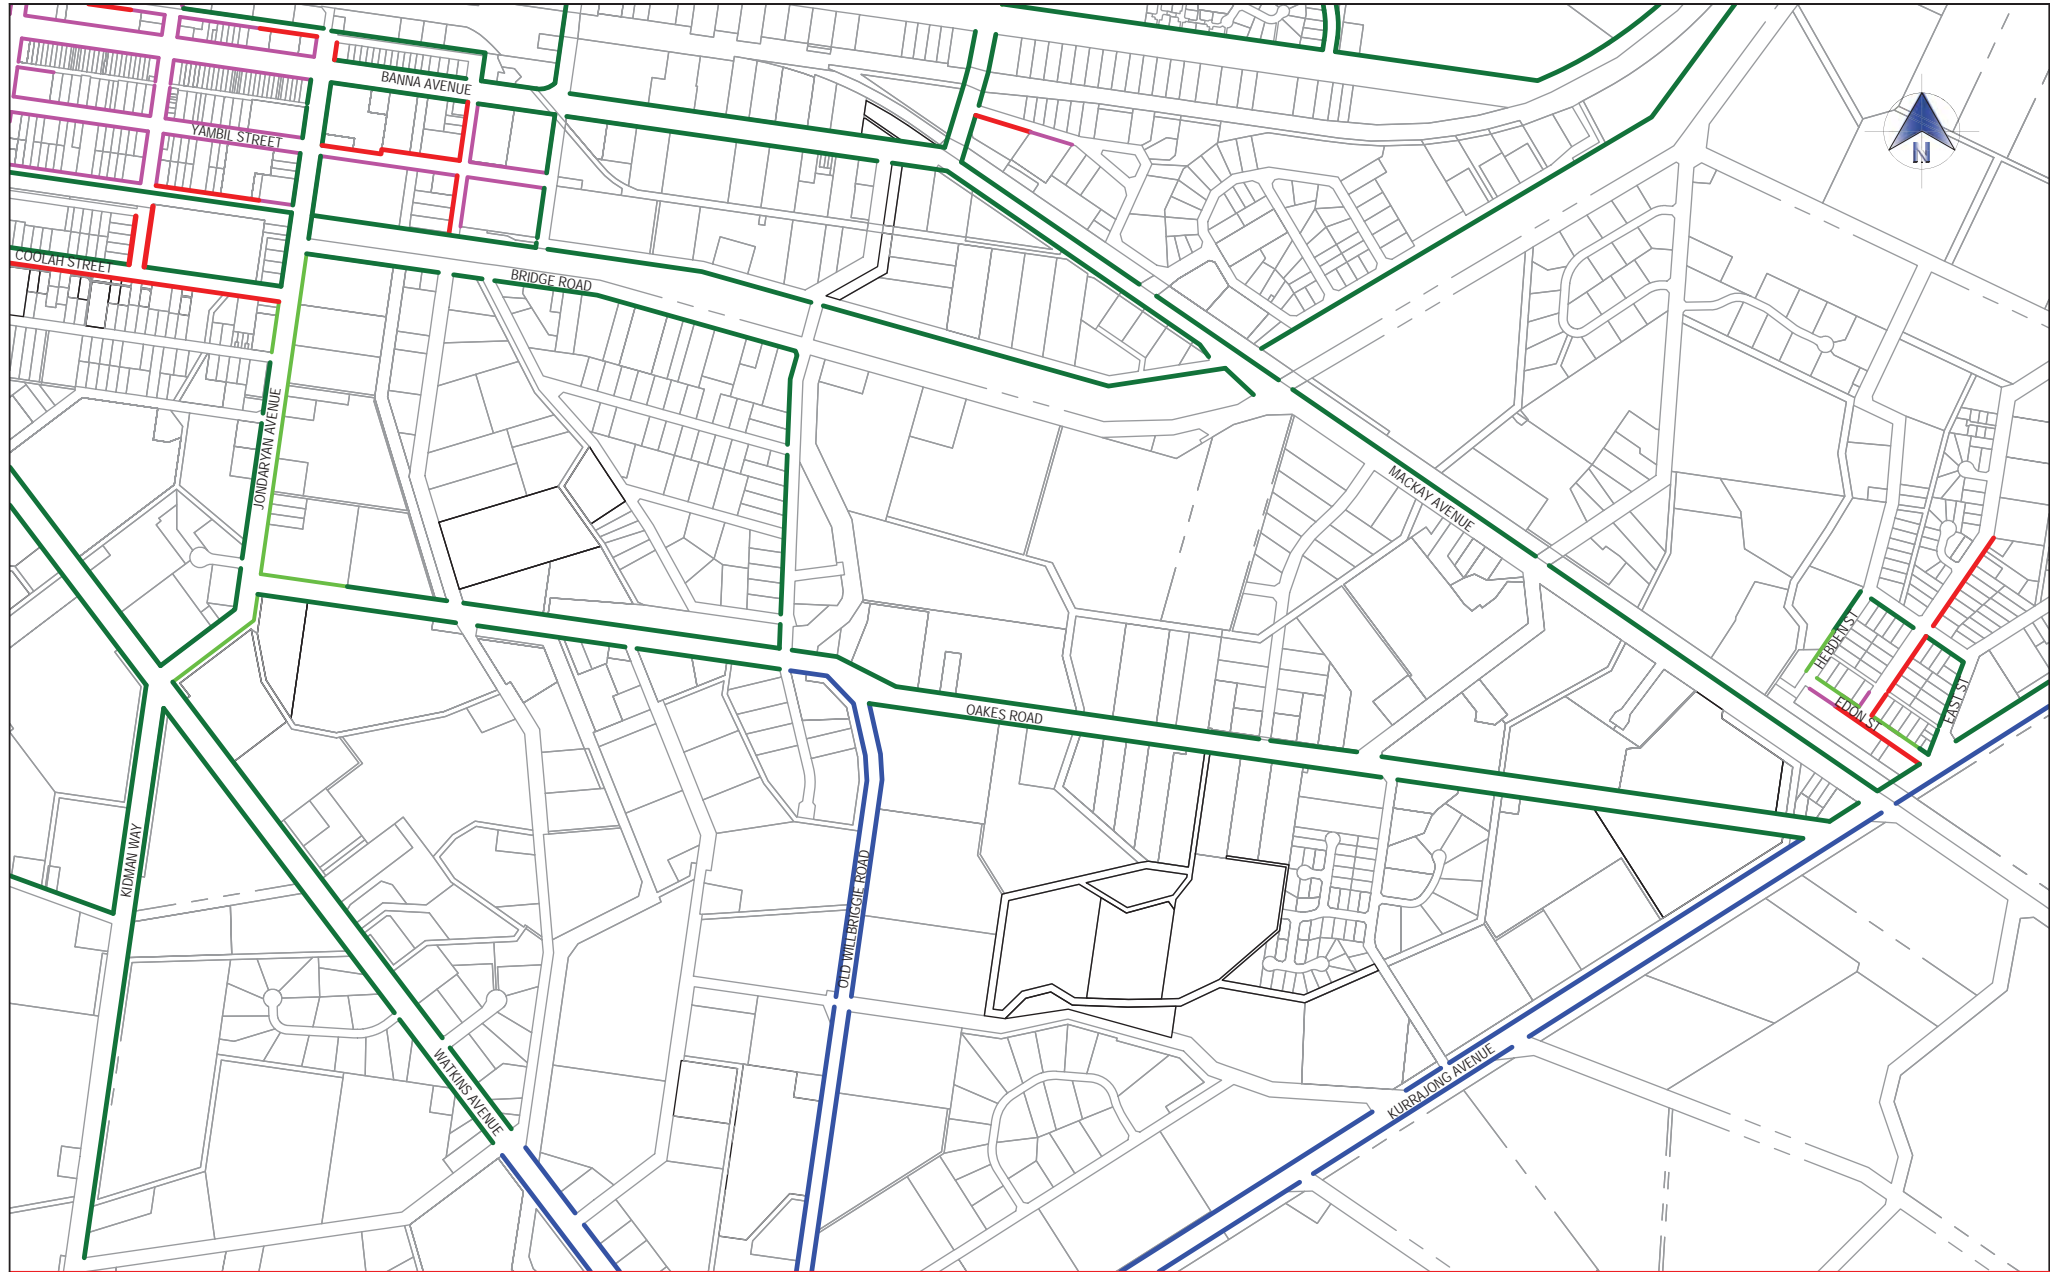 BANNA AVENUE
YAMBIL STREET
N
COOLAH STREET
BRIDGE ROAD
JONDARYAN AVENUE
MACKAY AVENUE
HEBDEN ST
EDON ST
EAST ST
OAKES ROAD
KIDMAN WAY
OLD WILLBRIGGIE ROAD
WATKINS AVENUE
KURRAJONG AVENUE